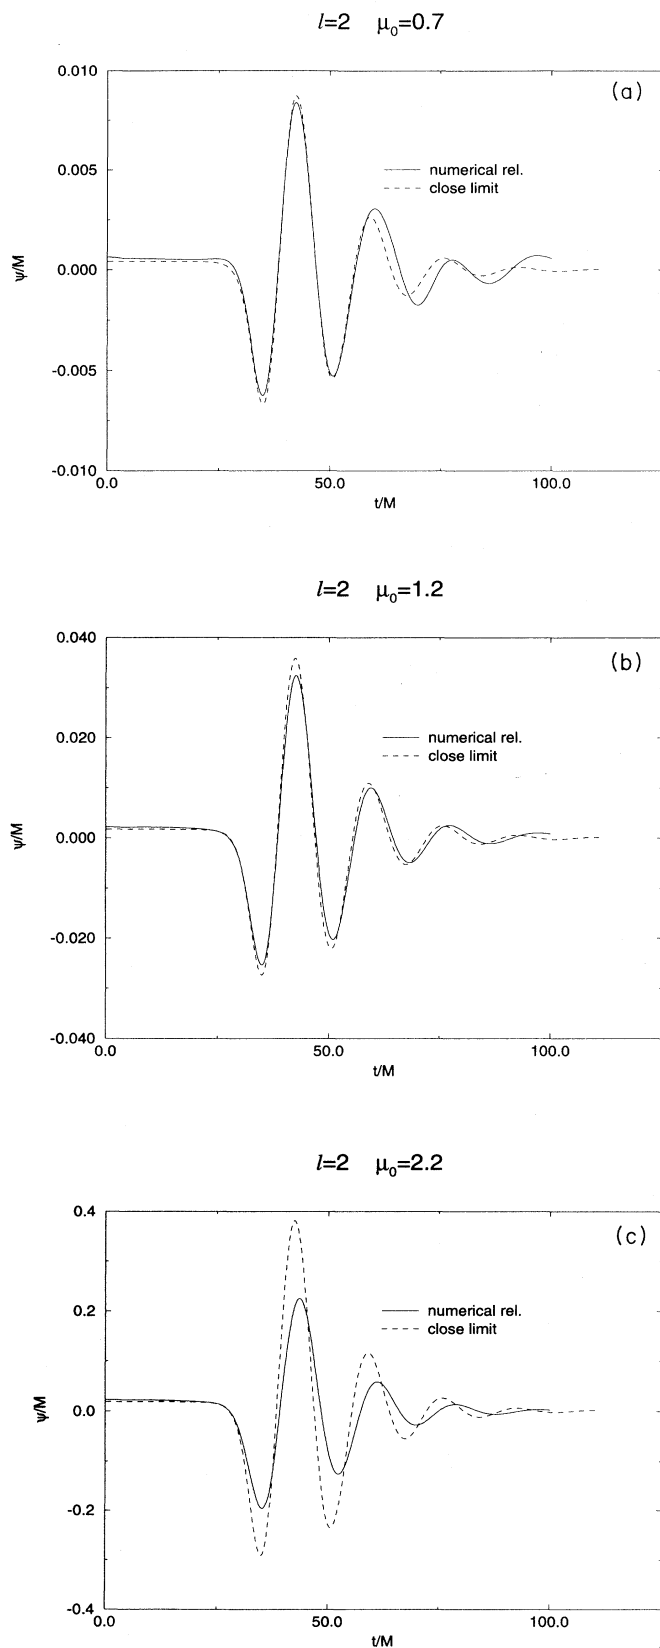 l=2 μ0=0.7
(a)
0.010
0.005
0.000
-0.005
-0.010
ψ/M
numerical rel.
close limit
0.0 50.0 100.0
t/M
l=2 μ0=1.2
(b)
0.040
0.020
0.000
-0.020
-0.040
ψ/M
numerical rel.
close limit
0.0 50.0 100.0
t/M
l=2 μ0=2.2
(c)
0.4
0.2
0.0
-0.2
-0.4
ψ/M
numerical rel.
close limit
0.0 50.0 100.0
t/M